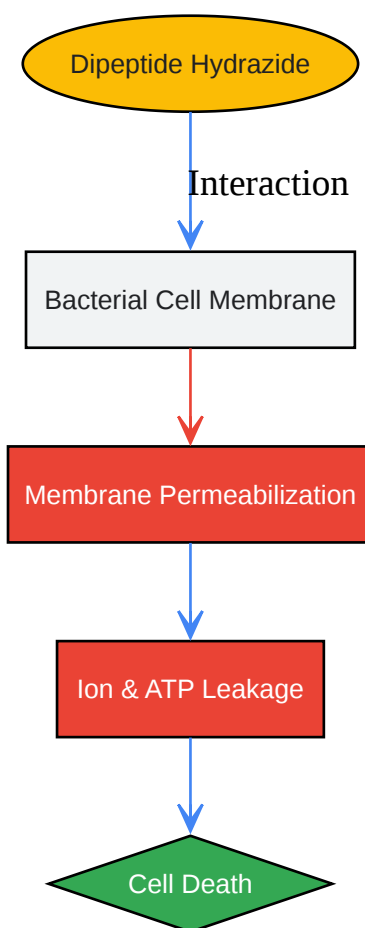 Dipeptide Hydrazide
Interaction
Bacterial Cell Membrane
Membrane Permeabilization
Ion & ATP Leakage
Cell Death